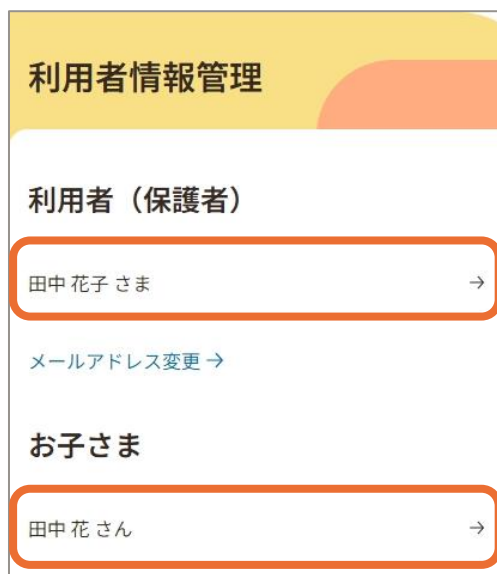 利用者情報管理
利用者（保護者）
田中 花子 さま →
メールアドレス変更 →
お子さま
田中 花 さん →